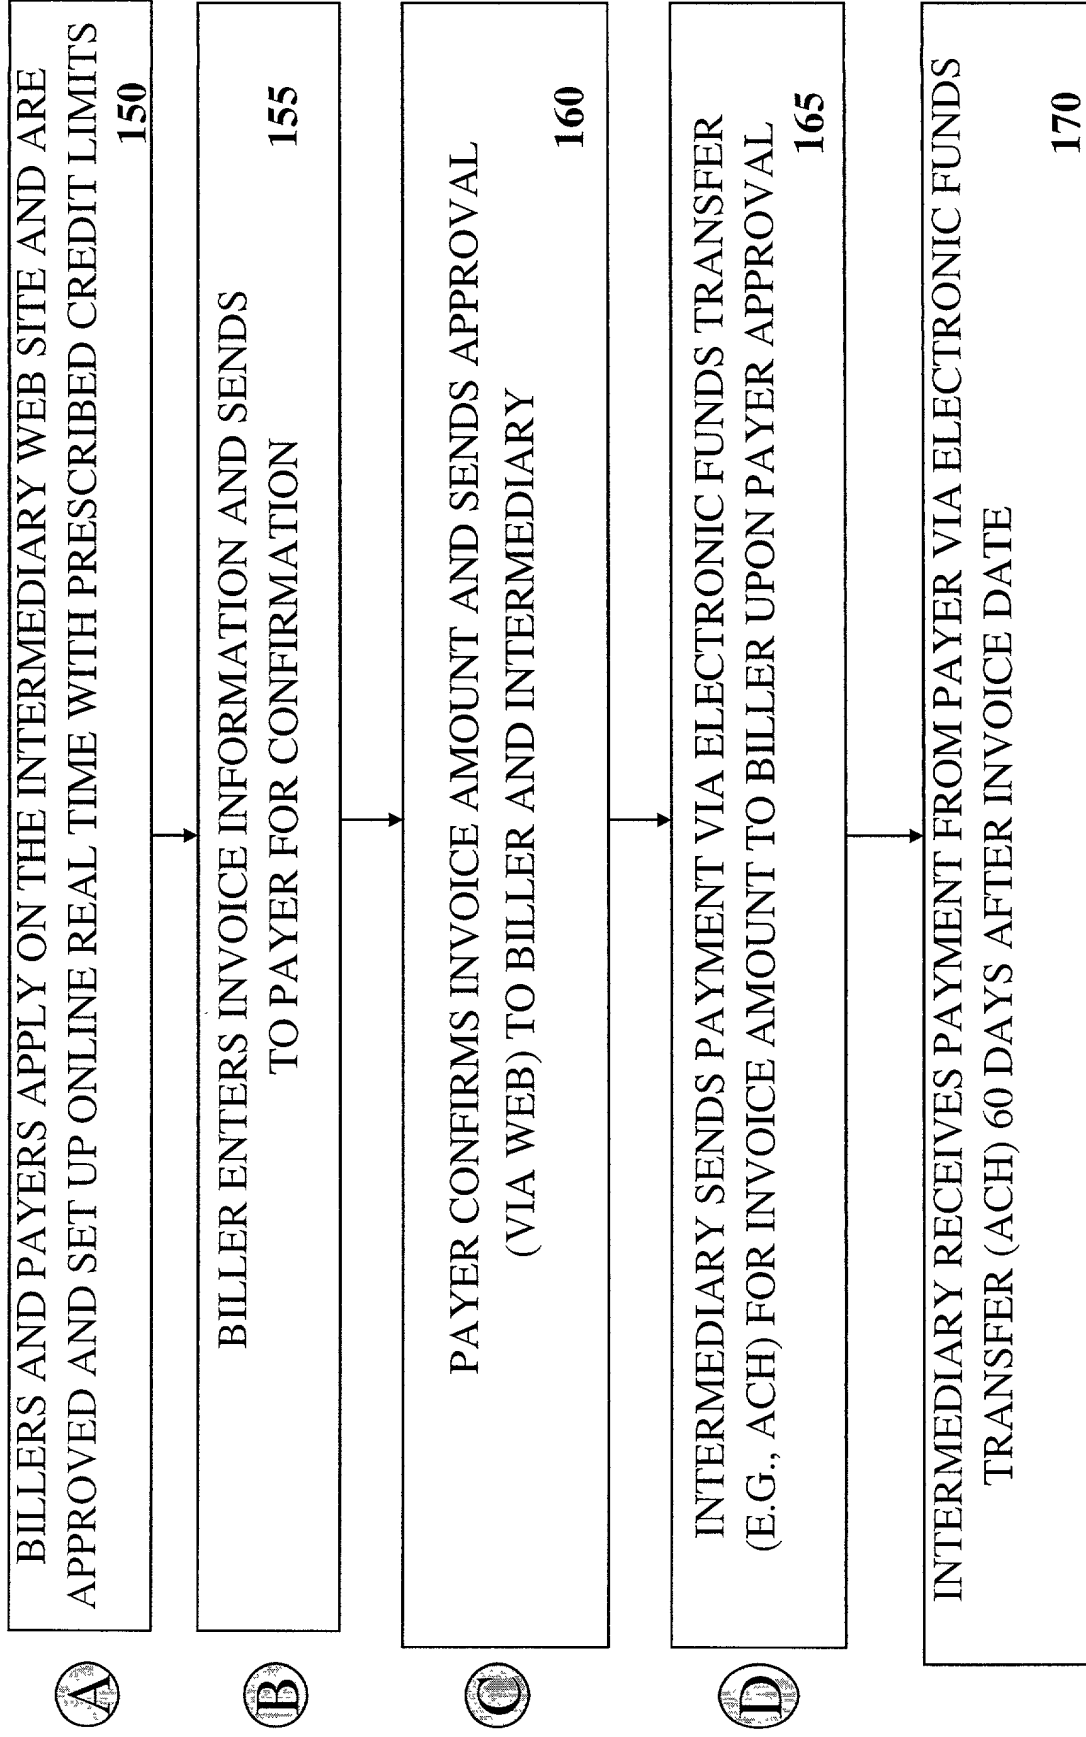 A
BILLERS AND PAYERS APPLY ON THE INTERMEDIARY WEB SITE AND ARE
APPROVED AND SET UP ONLINE REAL TIME WITH PRESCRIBED CREDIT LIMITS
150
B
BILLER ENTERS INVOICE INFORMATION AND SENDS
TO PAYER FOR CONFIRMATION
155
C
PAYER CONFIRMS INVOICE AMOUNT AND SENDS APPROVAL
(VIA WEB) TO BILLER AND INTERMEDIARY
160
D
INTERMEDIARY SENDS PAYMENT VIA ELECTRONIC FUNDS TRANSFER
(E.G., ACH) FOR INVOICE AMOUNT TO BILLER UPON PAYER APPROVAL
165
INTERMEDIARY RECEIVES PAYMENT FROM PAYER VIA ELECTRONIC FUNDS
TRANSFER (ACH) 60 DAYS AFTER INVOICE DATE
170